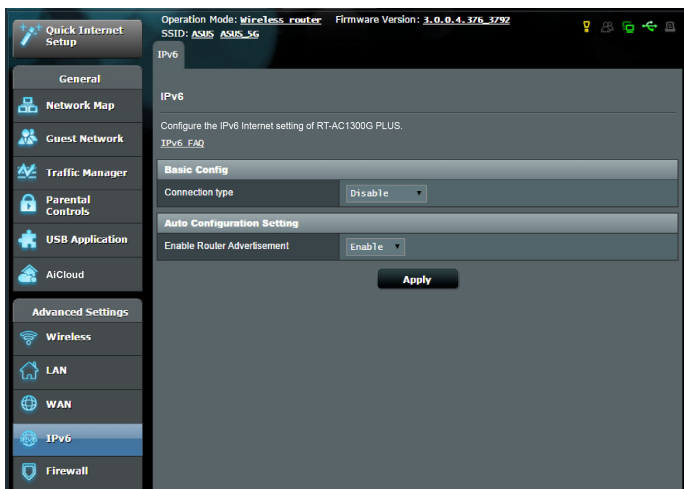 Quick Internet
Setup
Operation Mode: Wireless router Firmware Version: 3.0.0.4.376_3792
SSID: ASUS ASUS_5G
IPv6
General
Network Map
Guest Network
Traffic Manager
Parental
Controls
USB Application
AiCloud
Advanced Settings
Wireless
LAN
WAN
IPv6
Firewall
IPv6
Configure the IPv6 Internet setting of RT-AC1300G PLUS.
IPv6 FAQ
Basic Config
Connection type Disable
Auto Configuration Setting
Enable Router Advertisement Enable
Apply